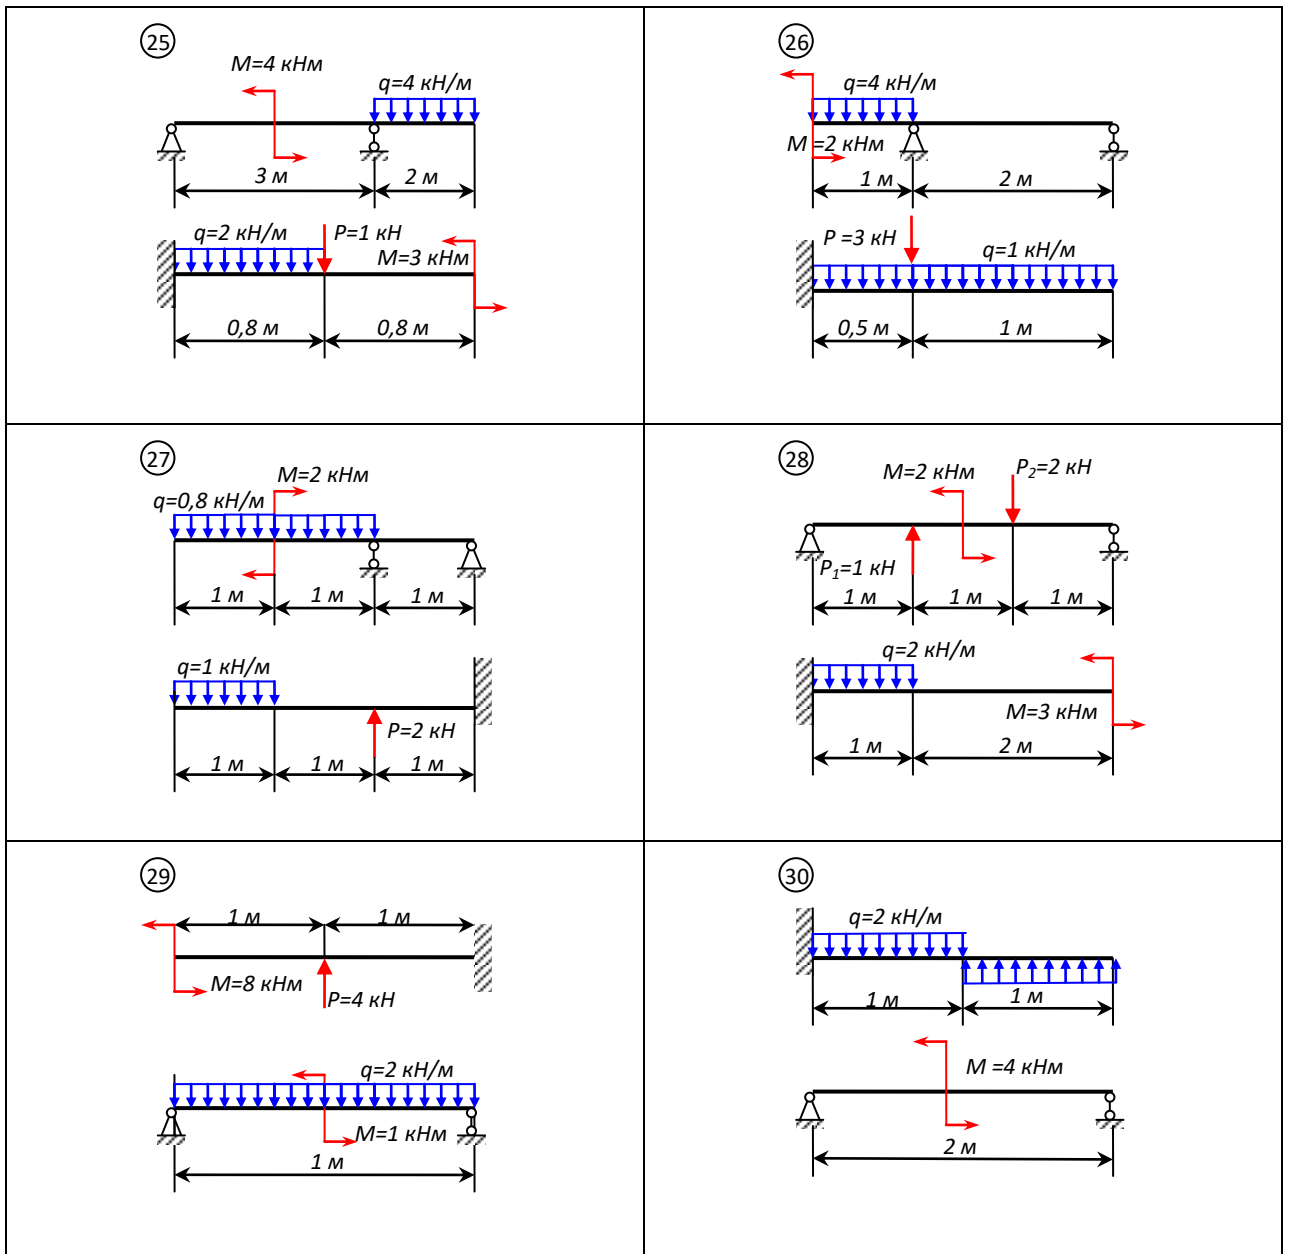 25
M=4 кНм
q=4 кН/м
3 м
2 м
q=2 кН/м
P=1 кН
M=3 кНм
0,8 м
0,8 м
26
q=4 кН/м
M =2 кНм
1 м
2 м
P =3 кН
q=1 кН/м
0,5 м
1 м
27
M=2 кНм
q=0,8 кН/м
1 м
1 м
1 м
q=1 кН/м
P=2 кН
1 м
1 м
1 м
28
P₂=2 кН
M=2 кНм
P₁=1 кН
1 м
1 м
1 м
q=2 кН/м
M=3 кНм
1 м
2 м
29
1 м
1 м
M=8 кНм
P=4 кН
q=2 кН/м
M=1 кНм
1 м
30
q=2 кН/м
1 м
1 м
M =4 кНм
2 м